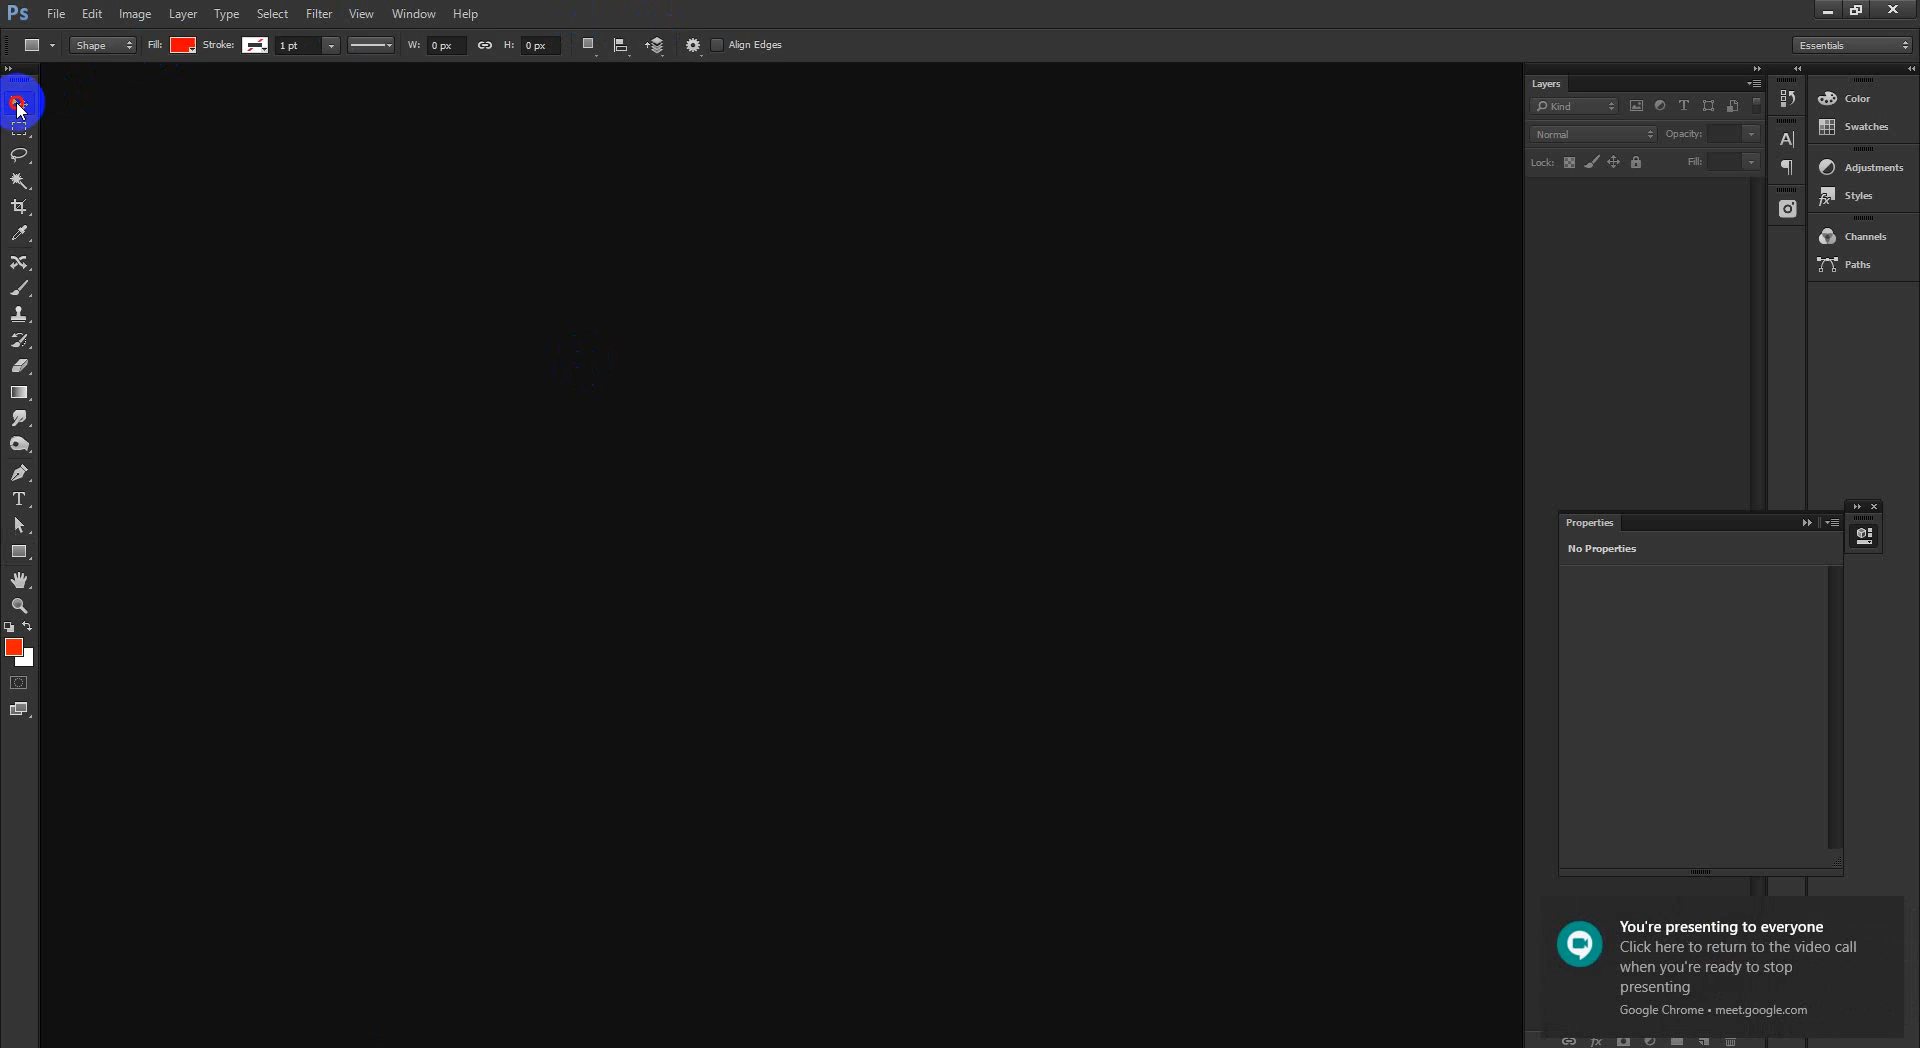 Ps File Edit Image Layer Type Select Filter View Window Help
Shape Fill: Stroke: 1 pt W: 0 px H: 0 px Align Edges Essentials
Layers
Kind
Normal Opacity:
Lock: Fill:
Color
Swatches
Adjustments
Styles
Channels
Paths
Properties
No Properties
You're presenting to everyone
Click here to return to the video call
when you're ready to stop
presenting
Google Chrome • meet.google.com